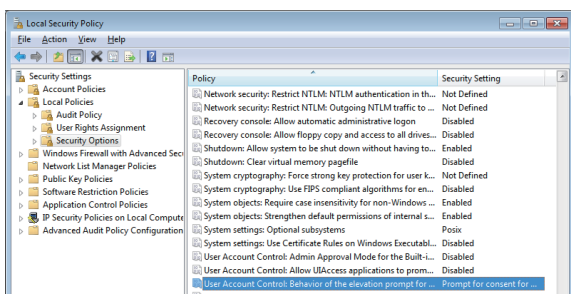 Local Security Policy
File Action View Help
Security Settings
Account Policies
Local Policies
Audit Policy
User Rights Assignment
Security Options
Windows Firewall with Advanced Secu
Network List Manager Policies
Public Key Policies
Software Restriction Policies
Application Control Policies
IP Security Policies on Local Compute
Advanced Audit Policy Configuration
Policy Security Setting
Network security: Restrict NTLM: NTLM authentication in th... Not Defined
Network security: Restrict NTLM: Outgoing NTLM traffic to ... Not Defined
Recovery console: Allow automatic administrative logon Disabled
Recovery console: Allow floppy copy and access to all drives... Disabled
Shutdown: Allow system to be shut down without having to... Enabled
Shutdown: Clear virtual memory pagefile Disabled
System cryptography: Force strong key protection for user k... Not Defined
System cryptography: Use FIPS compliant algorithms for en... Disabled
System objects: Require case insensitivity for non-Windows ... Enabled
System objects: Strengthen default permissions of internal s... Enabled
System settings: Optional subsystems Posix
System settings: Use Certificate Rules on Windows Executabl... Disabled
User Account Control: Admin Approval Mode for the Built-i... Disabled
User Account Control: Allow UIAccess applications to prom... Disabled
User Account Control: Behavior of the elevation prompt for ... Prompt for consent for ...